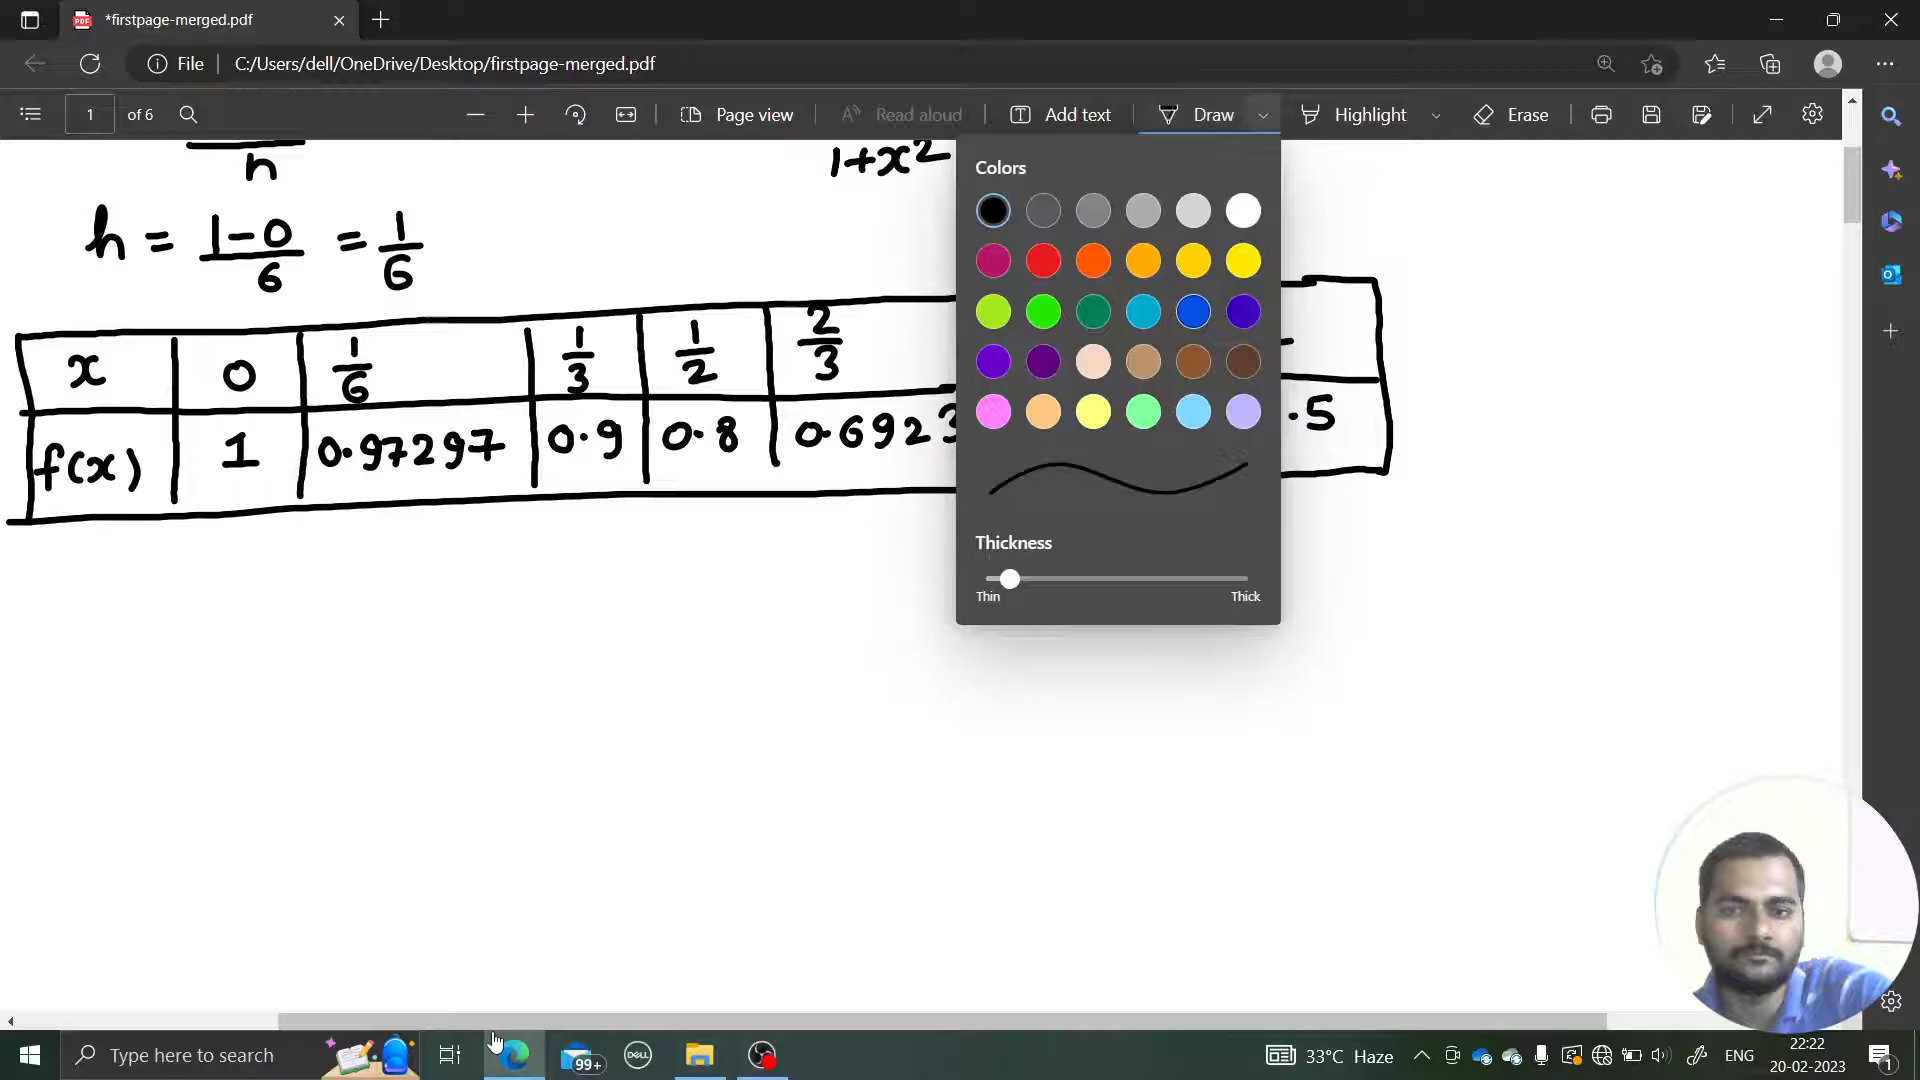 *firstpage-merged.pdf
File C:/Users/dell/OneDrive/Desktop/firstpage-merged.pdf
1 of 6 Page view Read aloud Add text Draw Highlight Erase
n
1+x²
Colors
h = 1-0/6 = 1/6
x 0 1/6 1/3 1/2 2/3
f(x) 1 0.97297 0.9 0.8 0.6923 .5
Thickness
Thin Thick
Type here to search 99+ DELL 33°C Haze ENG 22:22
20-02-2023 1